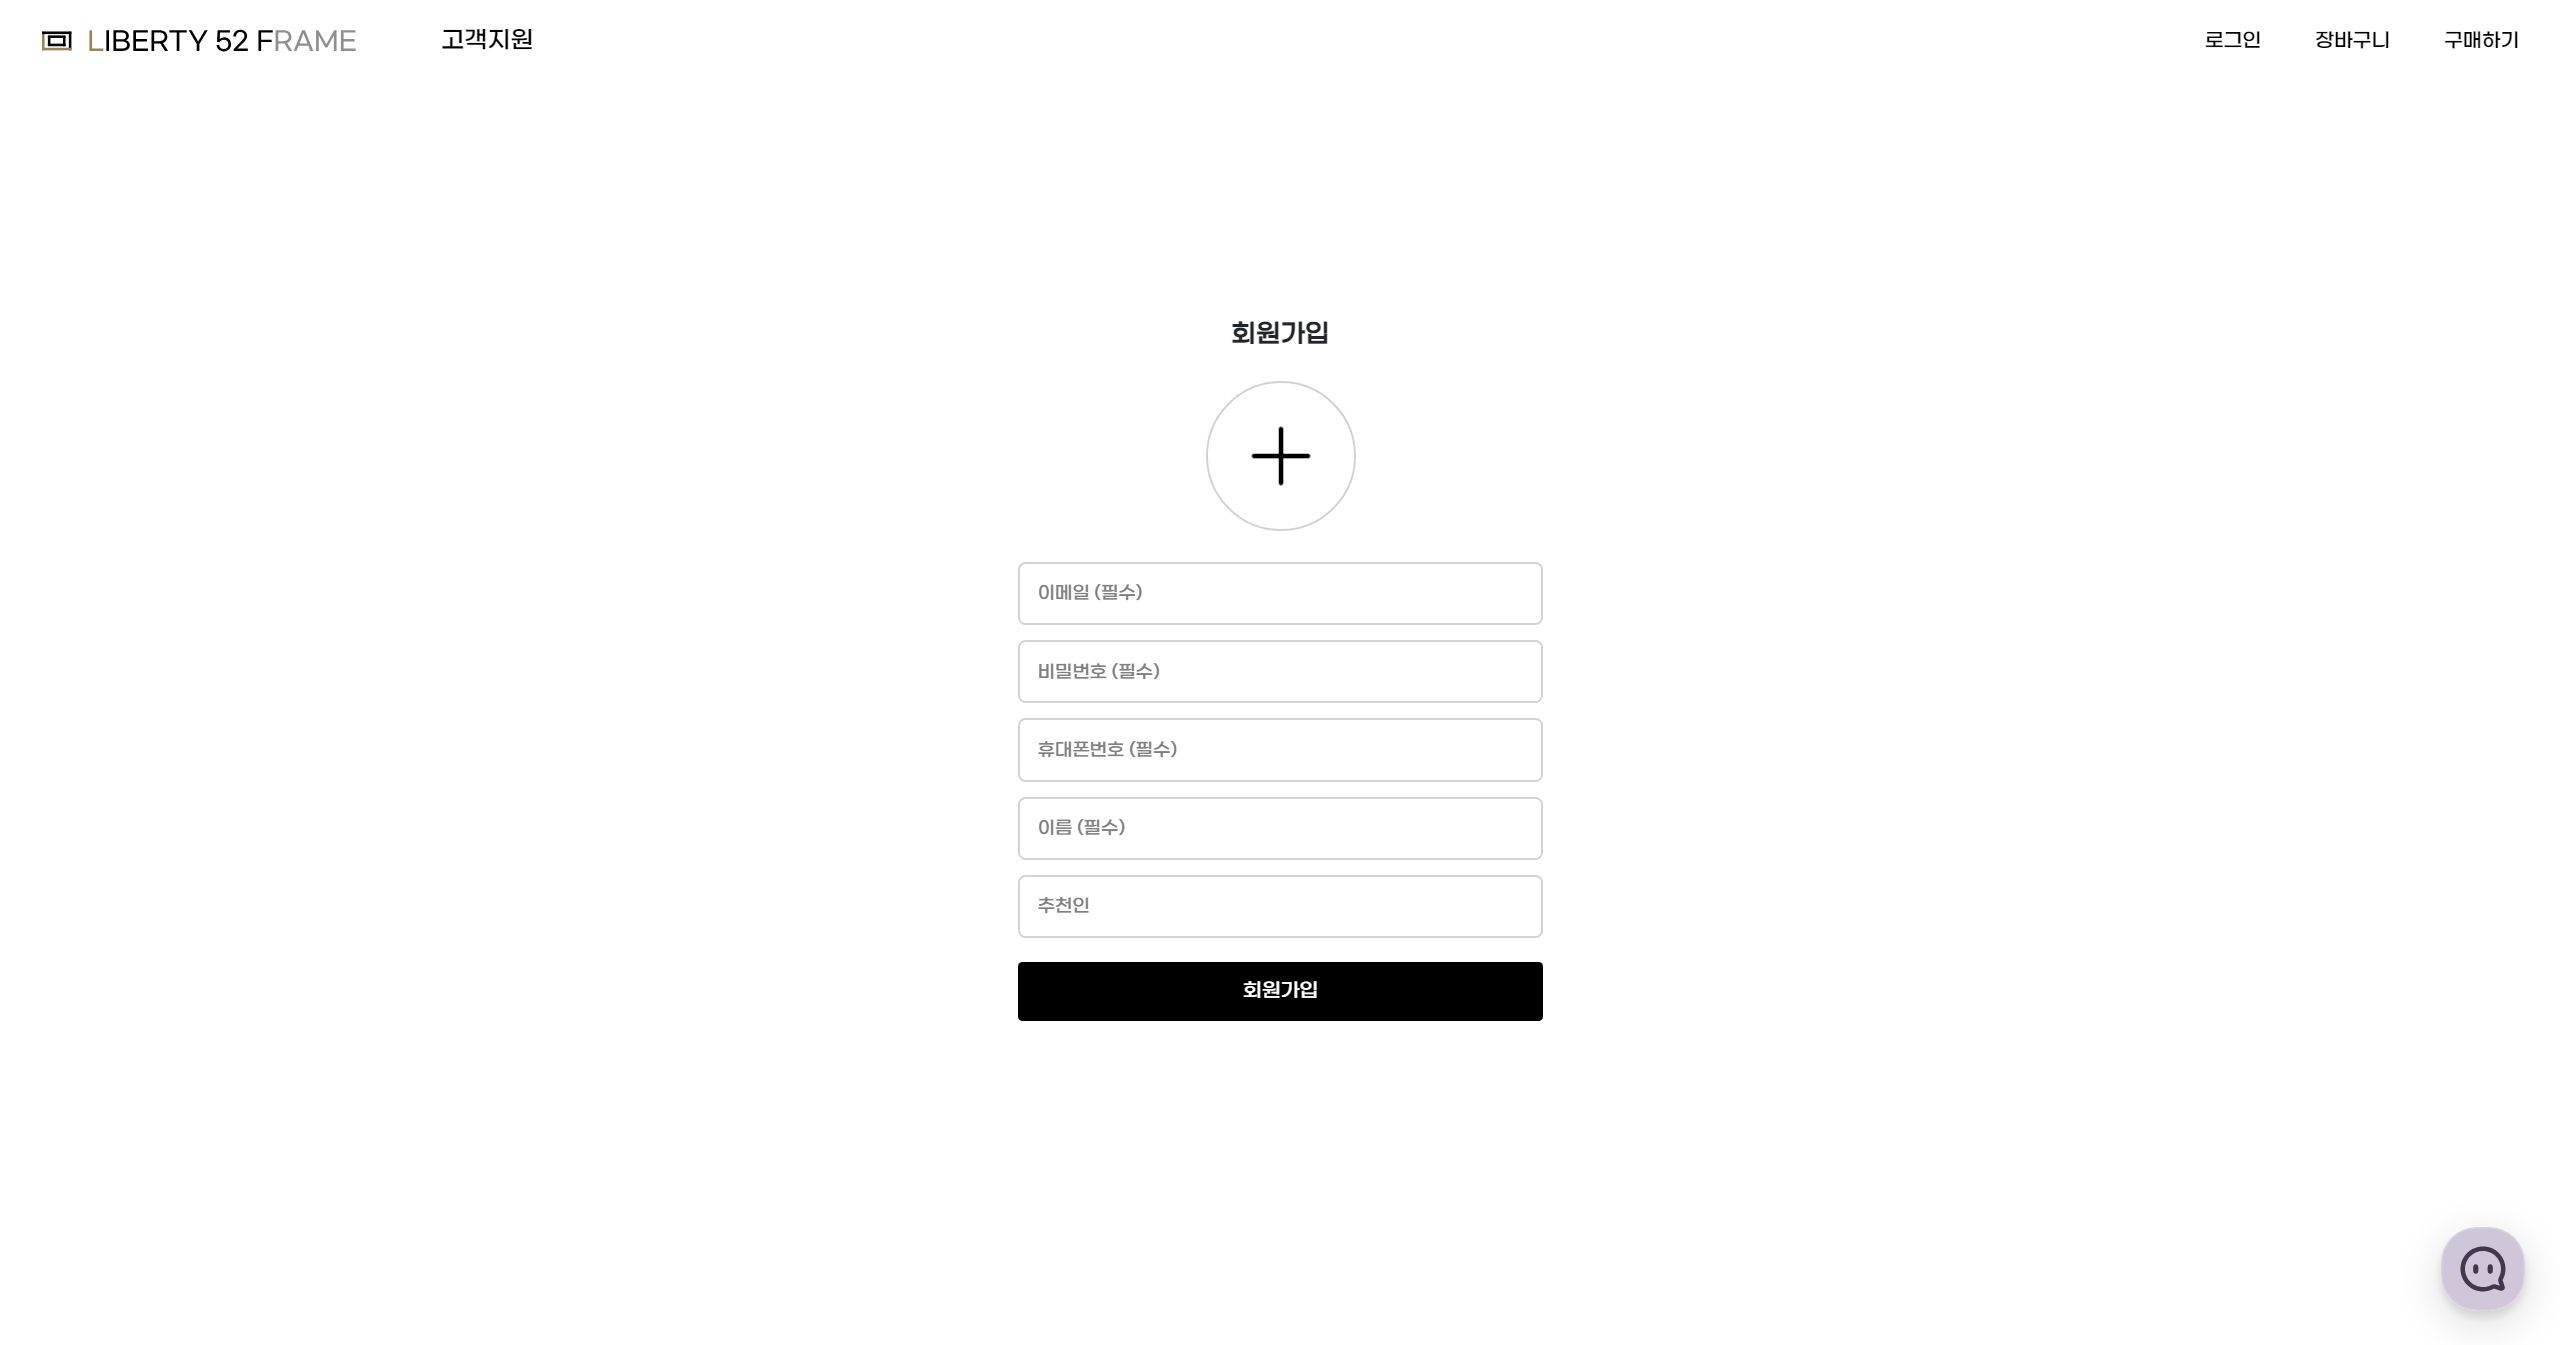 LIBERTY 52 FRAME
고객지원
로그인
장바구니
구매하기
회원가입
이메일 (필수)
비밀번호 (필수)
휴대폰번호 (필수)
이름 (필수)
추천인
회원가입